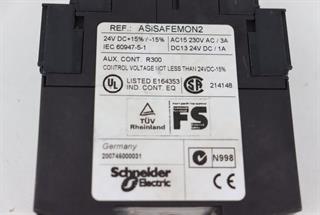 REF.: ASiSAFEMON2
24V DC+15% / -15%
IEC 60947-5-1
AC15 230V AC / 3A
DC13 24V DC / 1A
AUX. CONT. R300
CONTROL VOLTAGE NOT LESS THAN 24VDC-15%
UL
LISTED E164353
IND. CONT. EQ
214148
TÜV
Rheinland
FS
Germany
200746000031
Schneider
Electric
N998